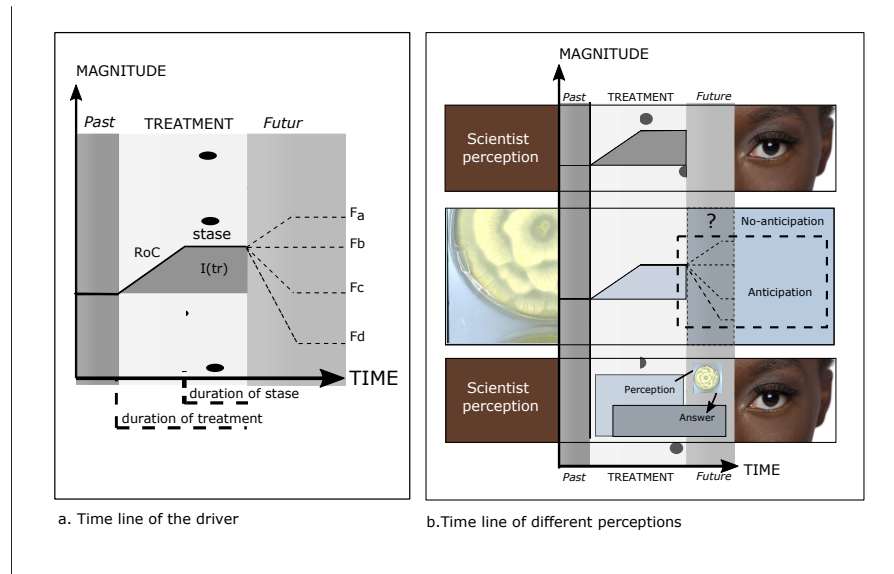 MAGNITUDE
Past
TREATMENT
Futur
stase
RoC
I(tr)
Fa
Fb
Fc
Fd
TIME
duration of stase
duration of treatment
a. Time line of the driver
MAGNITUDE
Past
TREATMENT
Future
Scientist
perception
?
No-anticipation
Anticipation
Scientist
perception
Perception
Answer
TIME
Past
TREATMENT
Future
b.Time line of different perceptions